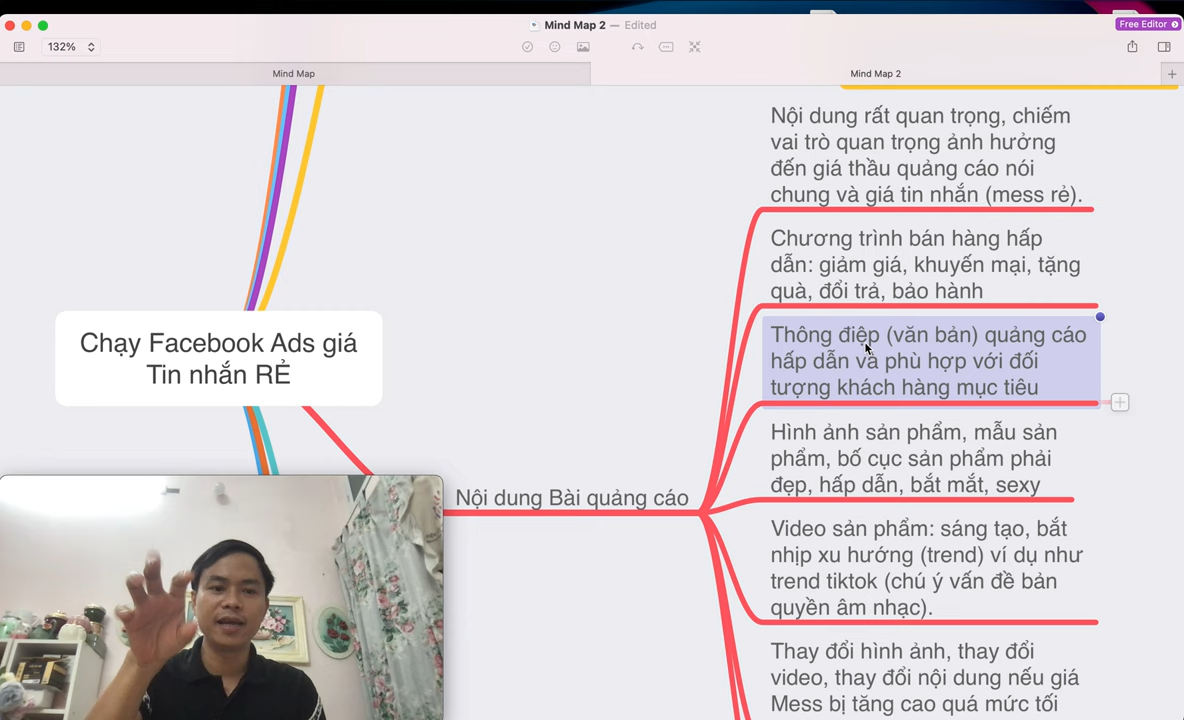 Mind Map 2 — Edited
Free Editor
132%
Mind Map
Mind Map 2
Nội dung rất quan trọng, chiếm
vai trò quan trọng ảnh hưởng
đến giá thầu quảng cáo nói
chung và giá tin nhắn (mess rẻ).
Chương trình bán hàng hấp
dẫn: giảm giá, khuyến mại, tặng
quà, đổi trả, bảo hành
Chạy Facebook Ads giá
Tin nhắn RẺ
Thông điệp (văn bản) quảng cáo
hấp dẫn và phù hợp với đối
tượng khách hàng mục tiêu
Hình ảnh sản phẩm, mẫu sản
phẩm, bố cục sản phẩm phải
đẹp, hấp dẫn, bắt mắt, sexy
Nội dung Bài quảng cáo
Video sản phẩm: sáng tạo, bắt
nhịp xu hướng (trend) ví dụ như
trend tiktok (chú ý vấn đề bản
quyền âm nhạc).
Thay đổi hình ảnh, thay đổi
video, thay đổi nội dung nếu giá
Mess bị tăng cao quá mức tối